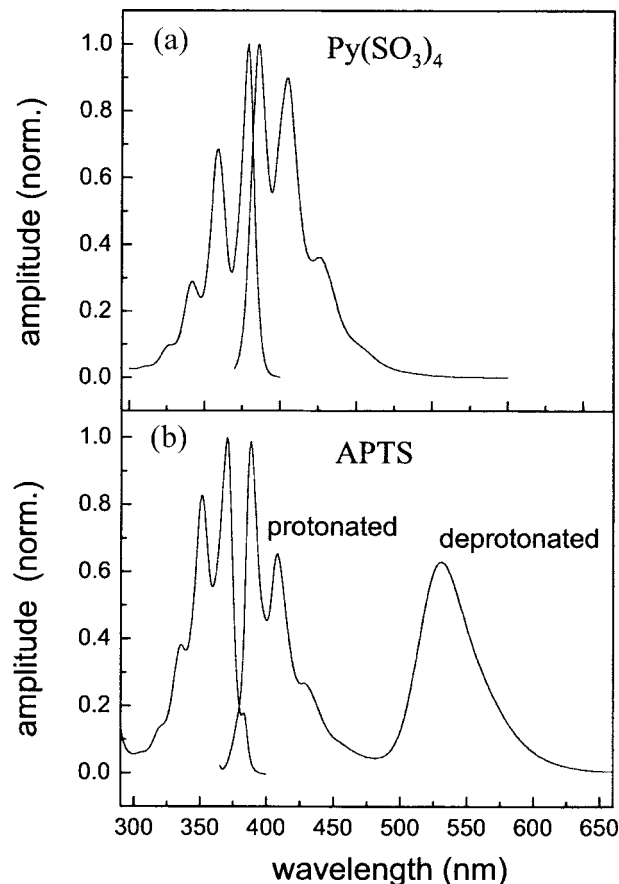 (a)
Py(SO₃)₄
1.0
0.8
0.6
0.4
0.2
0.0
amplitude (norm.)
(b)
APTS
protonated
deprotonated
1.0
0.8
0.6
0.4
0.2
0.0
amplitude (norm.)
300 350 400 450 500 550 600 650
wavelength (nm)